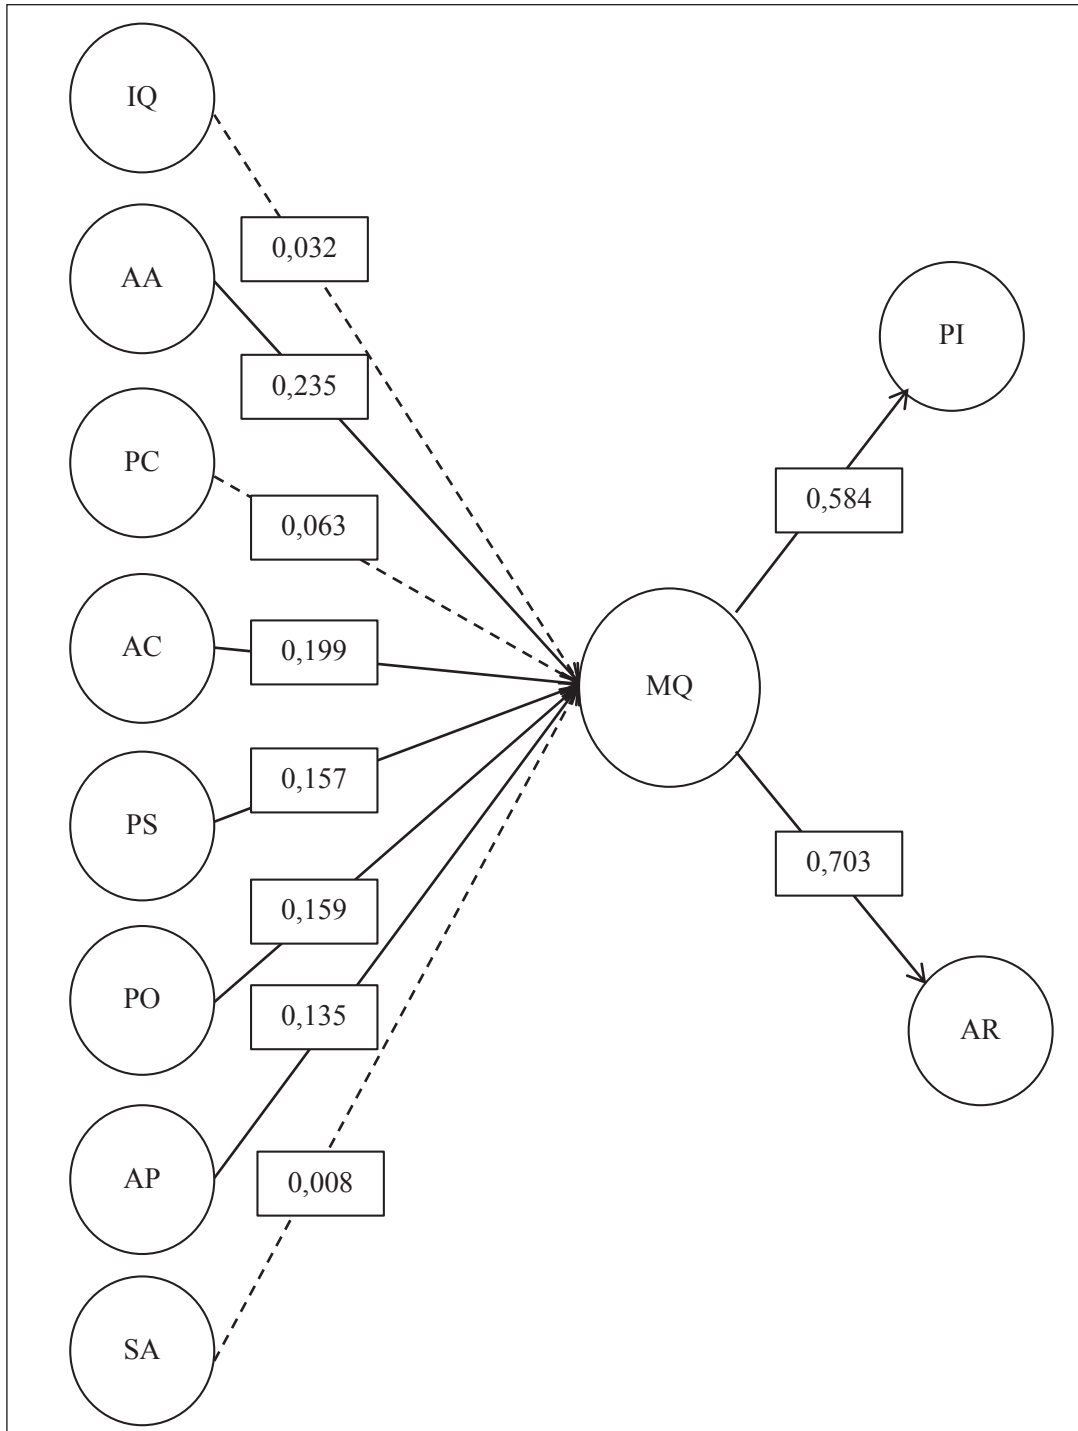 IQ
0,032
AA
0,235
PI
PC
0,584
0,063
AC
0,199
MQ
PS
0,157
0,703
PO
0,159
0,135
AR
AP
0,008
SA